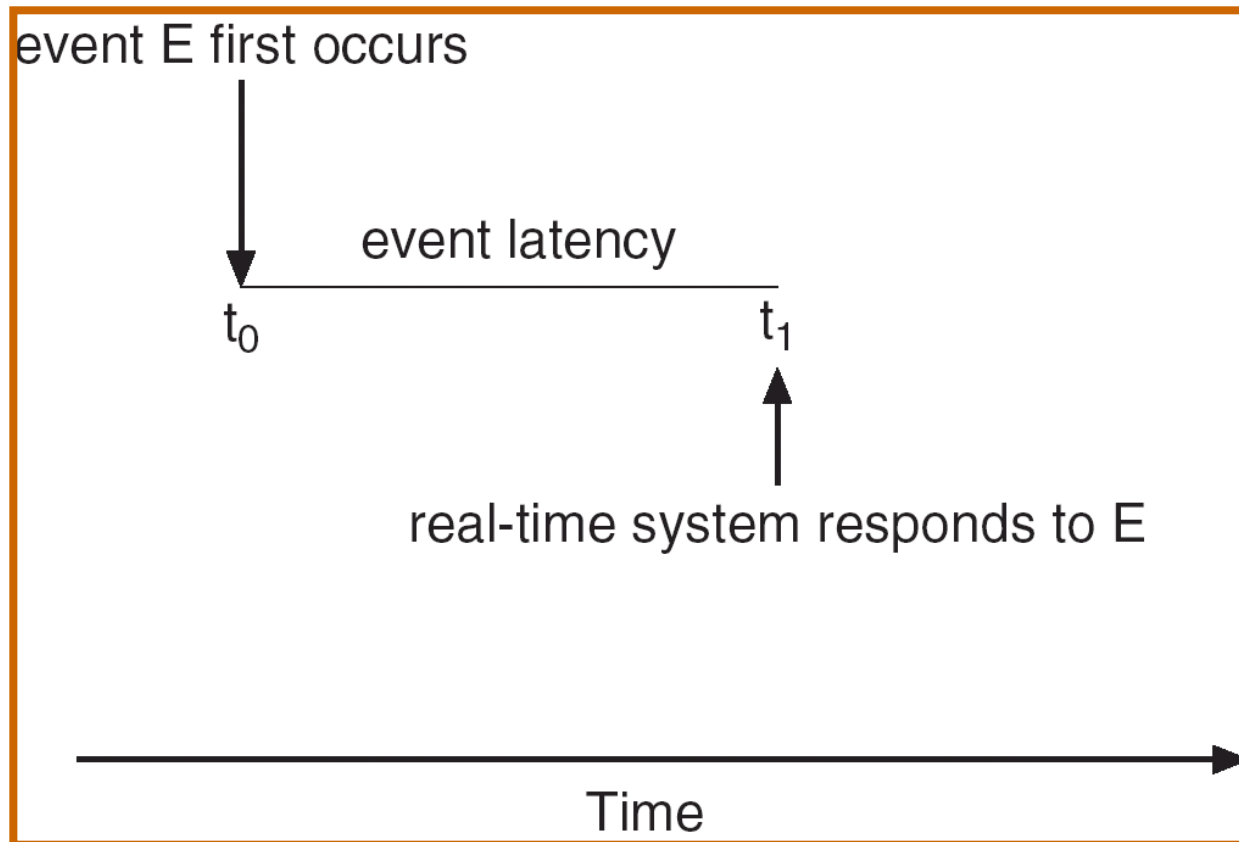 event E first occurs
event latency
t₀
t₁
real-time system responds to E
Time